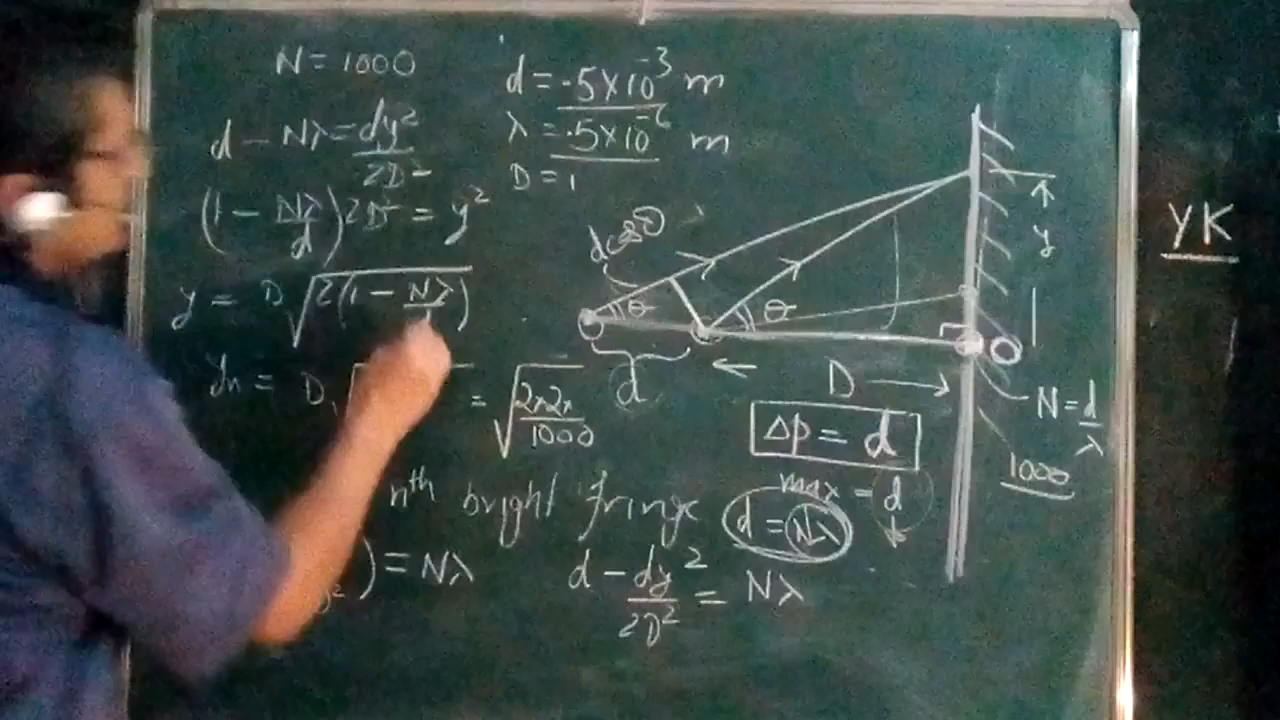 N = 1000
d = .5×10⁻³ m
d - Nλ = dy²/2D²
λ = .5×10⁻⁶ m
D = 1
(1 - Nλ/d) 2D² = y²
y = D √2(1 - Nλ/d)
= √2×2×/1000
nth bright fringe
) = Nλ
d - dy²/2D² = Nλ
dcosθ
θ
θ
d
← D →
y
O
N = d/λ
1000
Δp = d
max = d
d = Nλ
YK